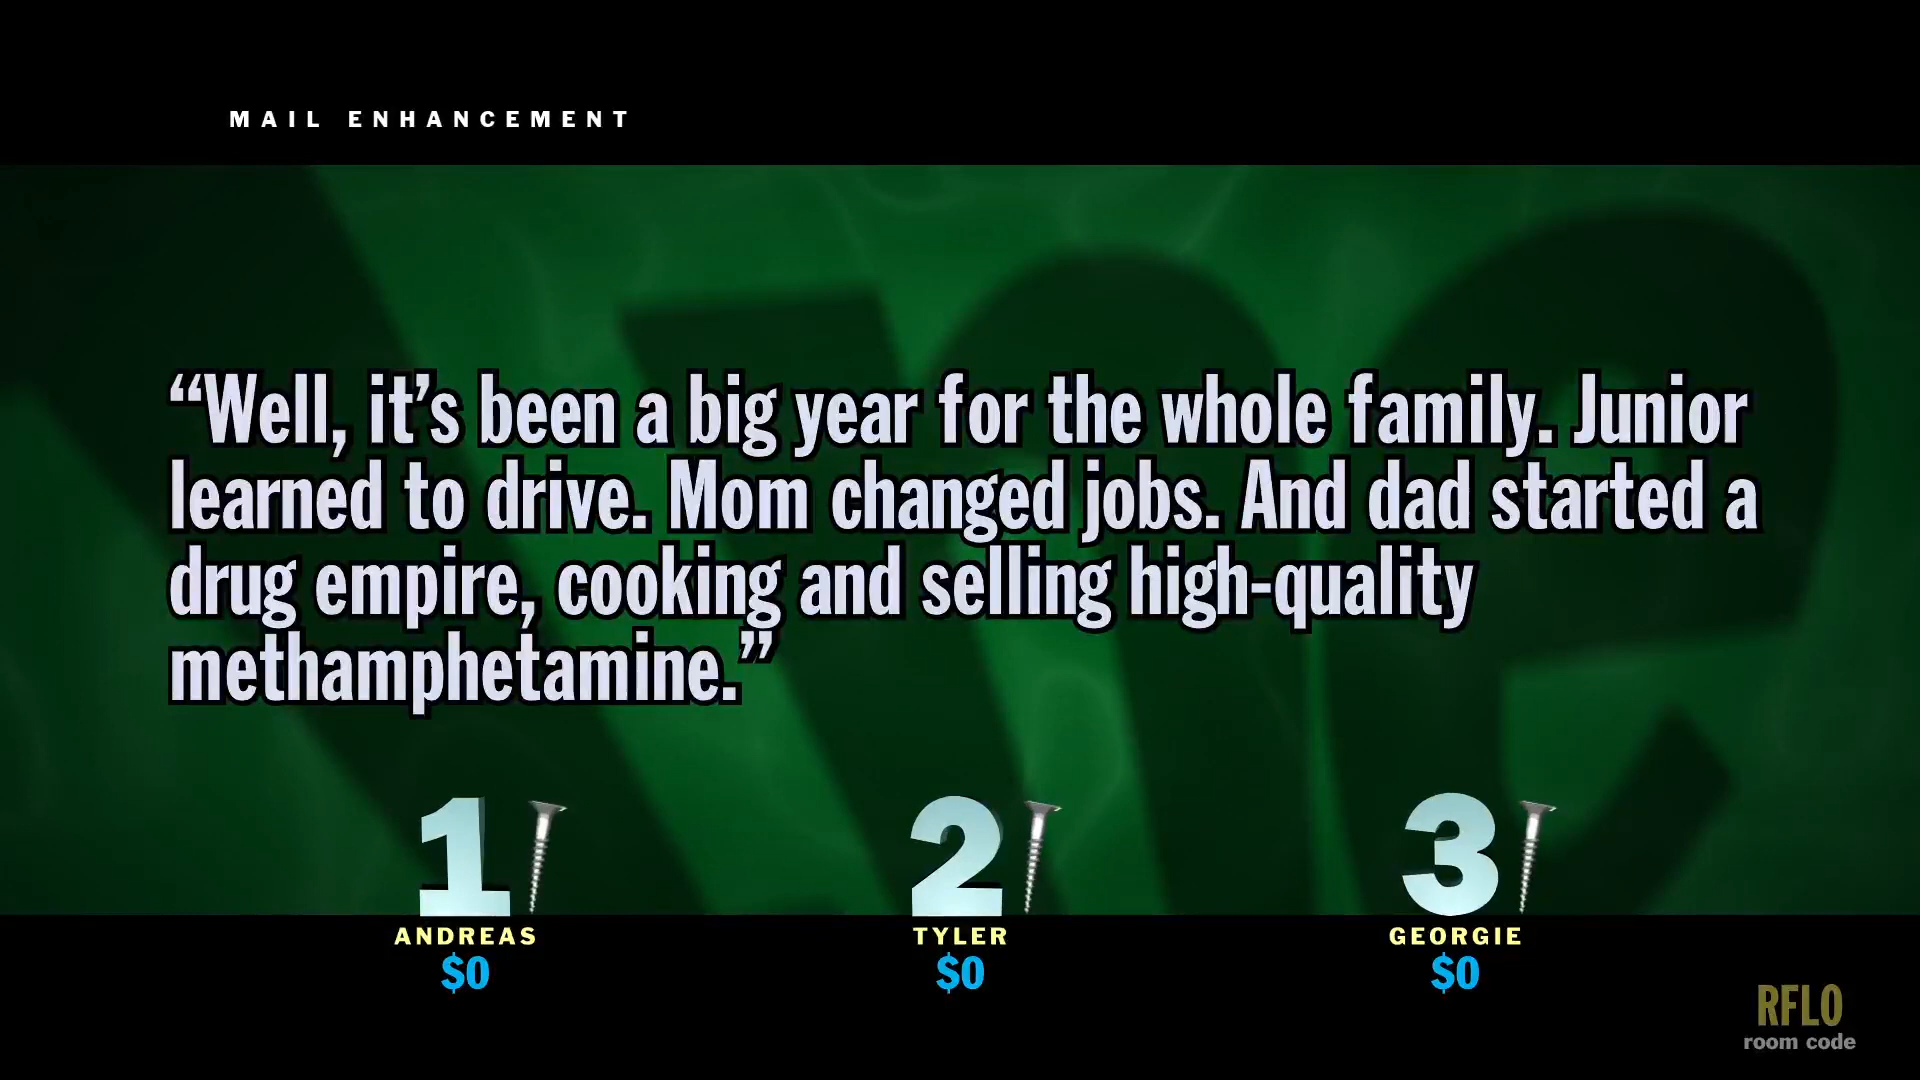 MAIL ENHANCEMENT
“Well, it’s been a big year for the whole family. Junior
learned to drive. Mom changed jobs. And dad started a
drug empire, cooking and selling high-quality
methamphetamine.”
1 2 3
ANDREAS TYLER GEORGIE
$0 $0 $0
RFLO
room code